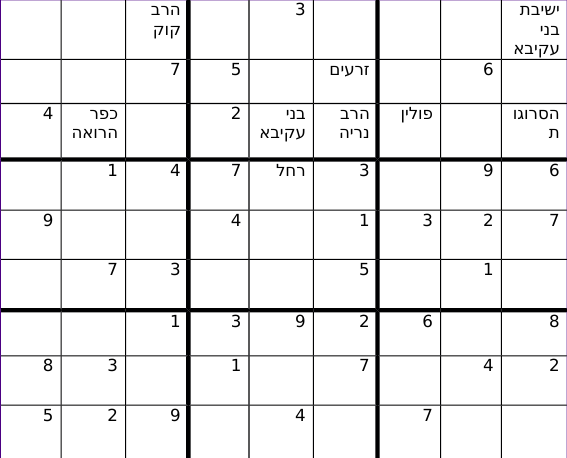 ישיבת 3 הרב
בני קוק
עקיבא
6 זרעים 5 7
הסרוגו פולין הרב בני 2 כפר 4
ת נריה עקיבא הרואה
6 9 3 רחל 7 4 1
7 2 3 1 4 9
1 5 3 7
8 6 2 9 3 1
2 4 7 1 3 8
7 4 9 2 5